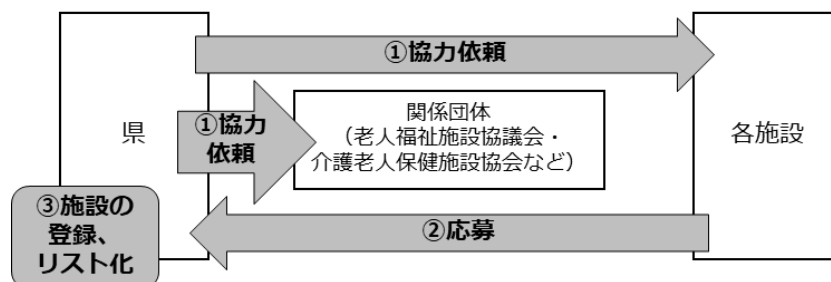 ①協力依頼
県
①協力
依頼
関係団体
（老人福祉施設協議会・
介護老人保健施設協会など）
各施設
③施設の
登録、
リスト化
②応募